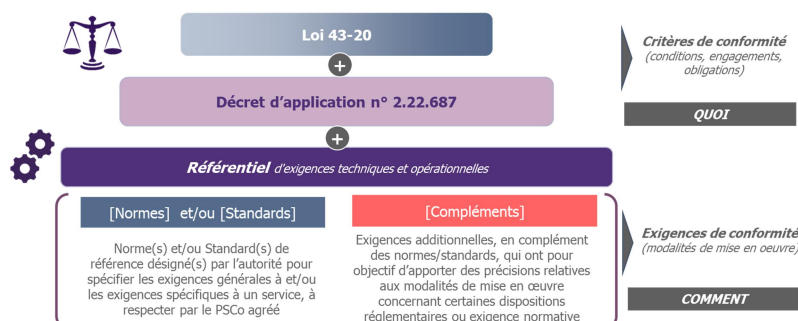 Loi 43-20
+
Décret d'application n° 2.22.687
+
Référentiel d'exigences techniques et opérationnelles
[Normes] et/ou [Standards]
Norme(s) et/ou Standard(s) de
référence désigné(s) par l'autorité pour
spécifier les exigences générales à et/ou
les exigences spécifiques à un service, à
respecter par le PSCo agréé
[Compléments]
Exigences additionnelles, en complément
des normes/standards, qui ont pour
objectif d'apporter des précisions relatives
aux modalités de mise en œuvre
concernant certaines dispositions
réglementaires ou exigence normative
Critères de conformité
(conditions, engagements,
obligations)
QUOI
Exigences de conformité
(modalités de mise en oeuvre)
COMMENT